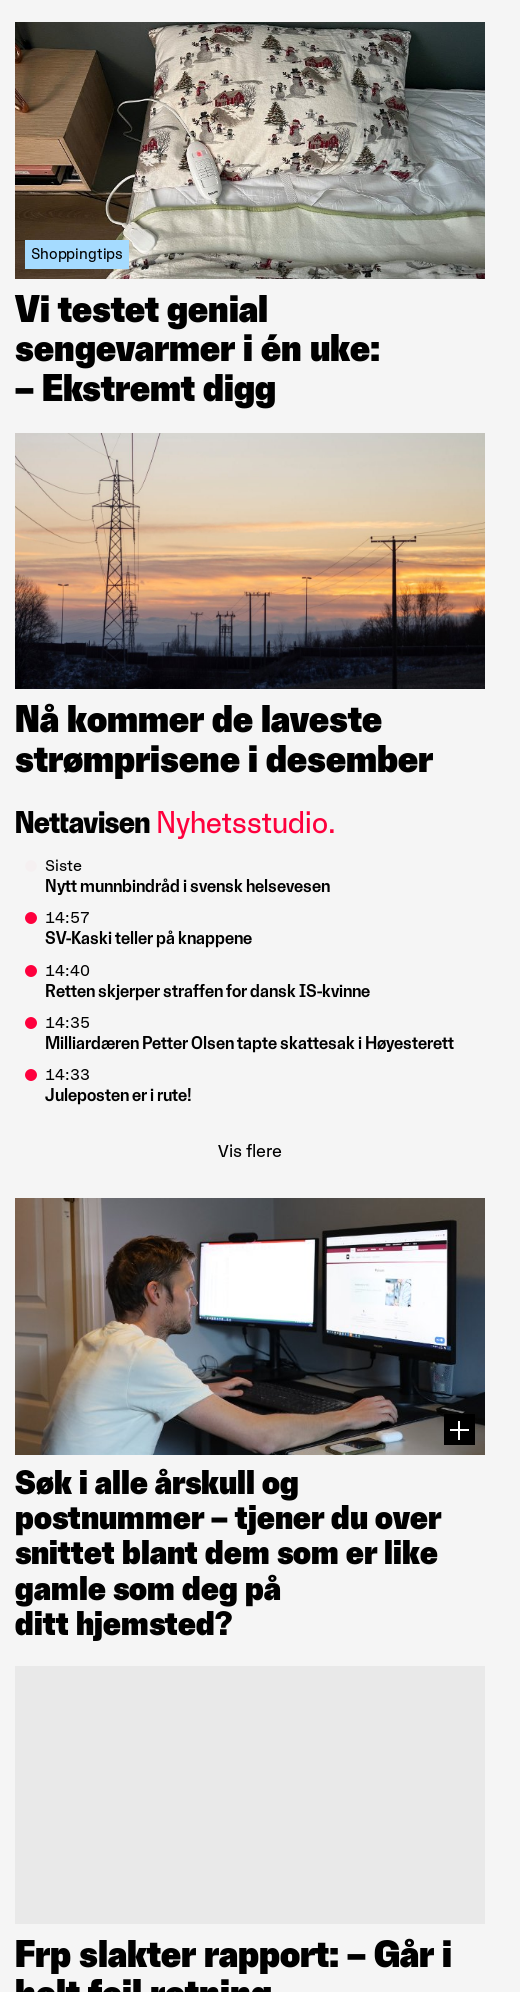 Shoppingtips
Vi testet genial
sengevarmer i én uke:
– Ekstremt digg
Nå kommer de laveste
strømprisene i desember
Nettavisen Nyhetsstudio.
Siste
Nytt munnbindråd i svensk helsevesen
14:57
SV-Kaski teller på knappene
14:40
Retten skjerper straffen for dansk IS-kvinne
14:35
Milliardæren Petter Olsen tapte skattesak i Høyesterett
14:33
Juleposten er i rute!
Vis flere
Søk i alle årskull og
postnummer – tjener du over
snittet blant dem som er like
gamle som deg på
ditt hjemsted?
Frp slakter rapport: – Går i
helt feil retning